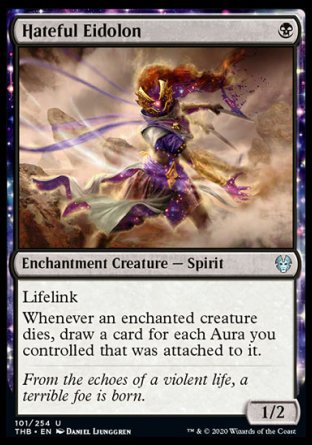 Hateful Eidolon
Enchantment Creature — Spirit
Lifelink
Whenever an enchanted creature
dies, draw a card for each Aura you
controlled that was attached to it.
From the echoes of a violent life, a
terrible foe is born.
1/2
101/254 U
THB • EN Daniel Ljunggren
™ & © 2020 Wizards of the Coast